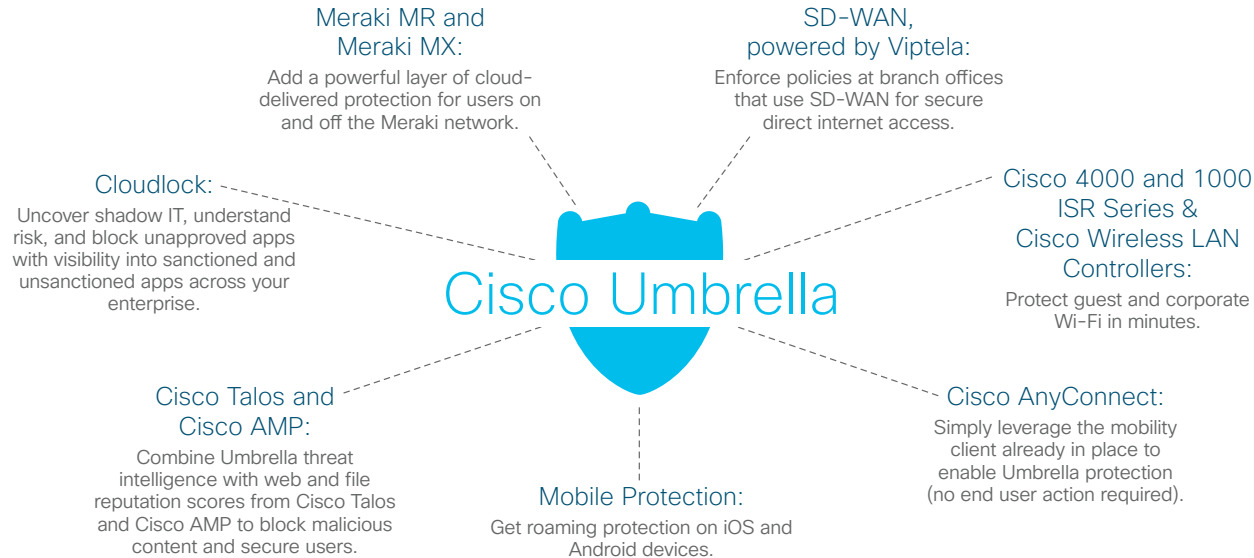 Meraki MR and
Meraki MX:
Add a powerful layer of cloud-
delivered protection for users on
and off the Meraki network.
SD-WAN,
powered by Viptela:
Enforce policies at branch offices
that use SD-WAN for secure
direct internet access.
Cloudlock:
Uncover shadow IT, understand
risk, and block unapproved apps
with visibility into sanctioned and
unsanctioned apps across your
enterprise.
Cisco 4000 and 1000
ISR Series &
Cisco Wireless LAN
Controllers:
Protect guest and corporate
Wi-Fi in minutes.
Cisco Umbrella
Cisco Talos and
Cisco AMP:
Combine Umbrella threat
intelligence with web and file
reputation scores from Cisco Talos
and Cisco AMP to block malicious
content and secure users.
Mobile Protection:
Get roaming protection on iOS and
Android devices.
Cisco AnyConnect:
Simply leverage the mobility
client already in place to
enable Umbrella protection
(no end user action required).